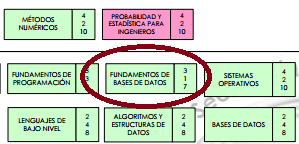 MÉTODOS
NUMÉRICOS
4
2
10
PROBABILIDAD Y
ESTADÍSTICA PARA
INGENIEROS
4
2
10
FUNDAMENTOS DE
PROGRAMACIÓN
3
FUNDAMENTOS DE
BASES DE DATOS
3
1
7
SISTEMAS
OPERATIVOS
4
2
10
LENGUAJES DE
BAJO NIVEL
2
4
8
ALGORITMOS Y
ESTRUCTURAS DE
DATOS
2
4
8
BASES DE DATOS
2
4
8